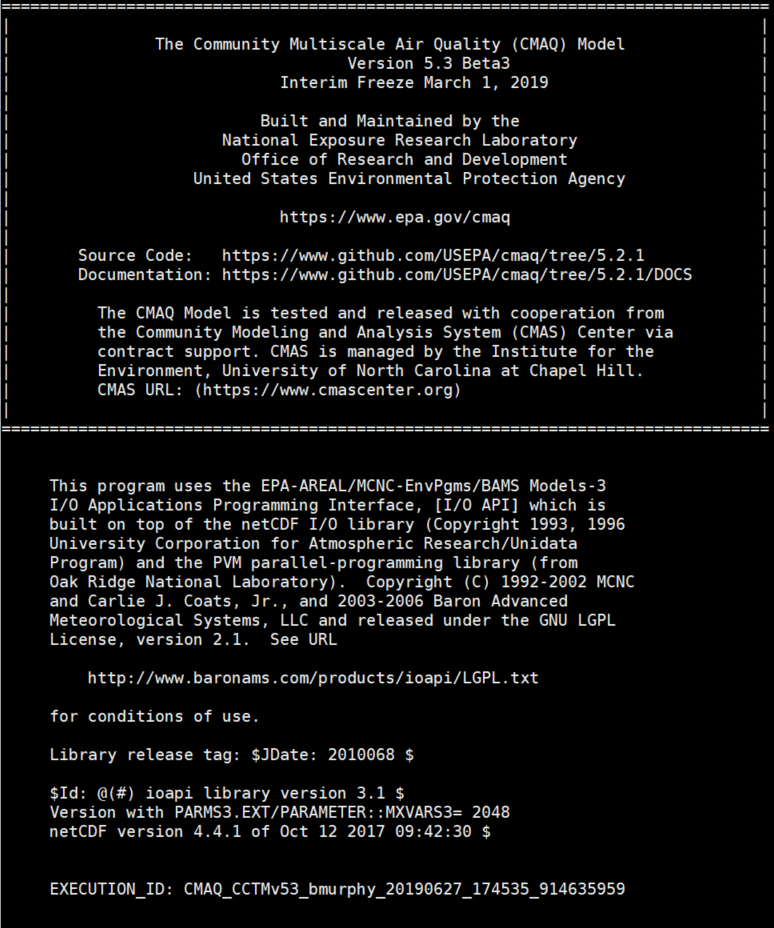 The Community Multiscale Air Quality (CMAQ) Model
Version 5.3 Beta3
Interim Freeze March 1, 2019
Built and Maintained by the
National Exposure Research Laboratory
Office of Research and Development
United States Environmental Protection Agency
https://www.epa.gov/cmaq
Source Code: https://www.github.com/USEPA/cmaq/tree/5.2.1
Documentation: https://www.github.com/USEPA/cmaq/tree/5.2.1/DOCS
The CMAQ Model is tested and released with cooperation from
the Community Modeling and Analysis System (CMAS) Center via
contract support. CMAS is managed by the Institute for the
Environment, University of North Carolina at Chapel Hill.
CMAS URL: (https://www.cmascenter.org)
This program uses the EPA-AREAL/MCNC-EnvPgms/BAMS Models-3
I/O Applications Programming Interface, [I/O API] which is
built on top of the netCDF I/O library (Copyright 1993, 1996
University Corporation for Atmospheric Research/Unidata
Program) and the PVM parallel-programming library (from
Oak Ridge National Laboratory).  Copyright (C) 1992-2002 MCNC
and Carlie J. Coats, Jr., and 2003-2006 Baron Advanced
Meteorological Systems, LLC and released under the GNU LGPL
License, version 2.1.  See URL
http://www.baronams.com/products/ioapi/LGPL.txt
for conditions of use.
Library release tag: $JDate: 2010068 $
$Id: @(#) ioapi library version 3.1 $
Version with PARMS3.EXT/PARAMETER::MXVARS3= 2048
netCDF version 4.4.1 of Oct 12 2017 09:42:30 $
EXECUTION_ID: CMAQ_CCTMv53_bmurphy_20190627_174535_914635959